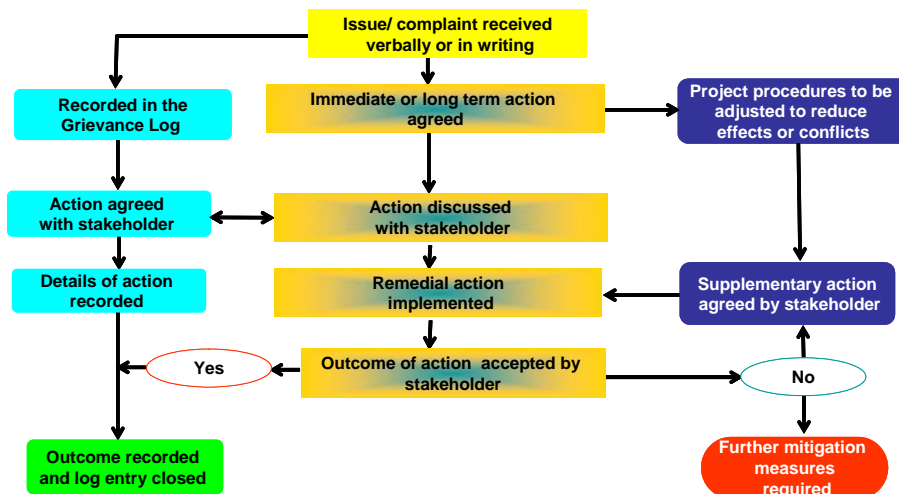 Issue/ complaint received
verbally or in writing
Recorded in the
Grievance Log
Immediate or long term action
agreed
Project procedures to be
adjusted to reduce
effects or conflicts
Action agreed
with stakeholder
Action discussed
with stakeholder
Details of action
recorded
Remedial action
implemented
Supplementary action
agreed by stakeholder
Yes
Outcome of action accepted by
stakeholder
No
Outcome recorded
and log entry closed
Further mitigation
measures
required